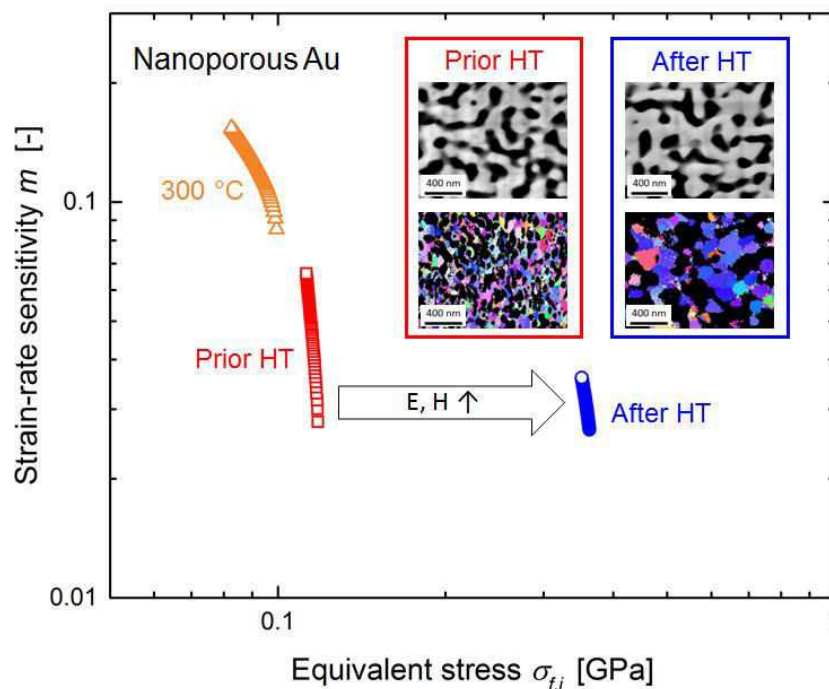 Nanoporous Au
Prior HT
After HT
400 nm
400 nm
400 nm
400 nm
300 °C
Prior HT
E, H ↑
After HT
0.1
0.01
Strain-rate sensitivity m [-]
0.1
Equivalent stress σf,i [GPa]